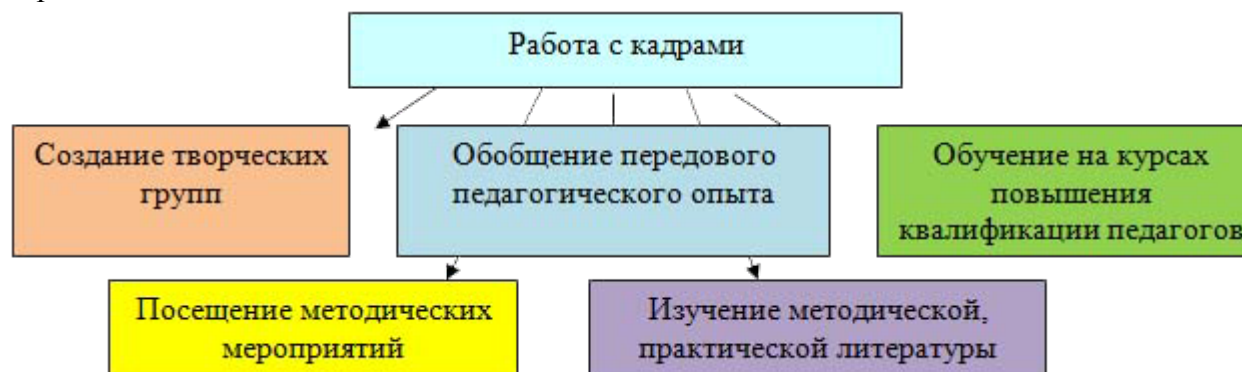 Работа с кадрами
Создание творческих
групп
Обобщение передового
педагогического опыта
Обучение на курсах
повышения
квалификации педагогов
Посещение методических
мероприятий
Изучение методической,
практической литературы